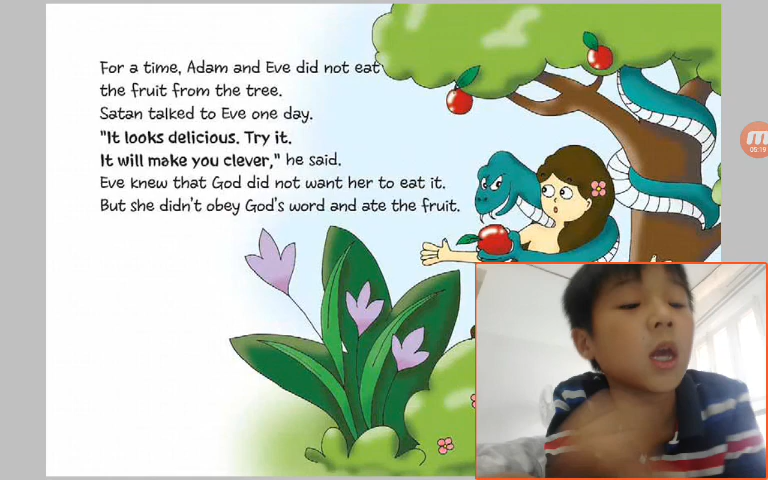 For a time, Adam and Eve did not eat
the fruit from the tree.
Satan talked to Eve one day.
"It looks delicious. Try it.
It will make you clever," he said.
Eve knew that God did not want her to eat it.
But she didn't obey God's word and ate the fruit.
M
05:19